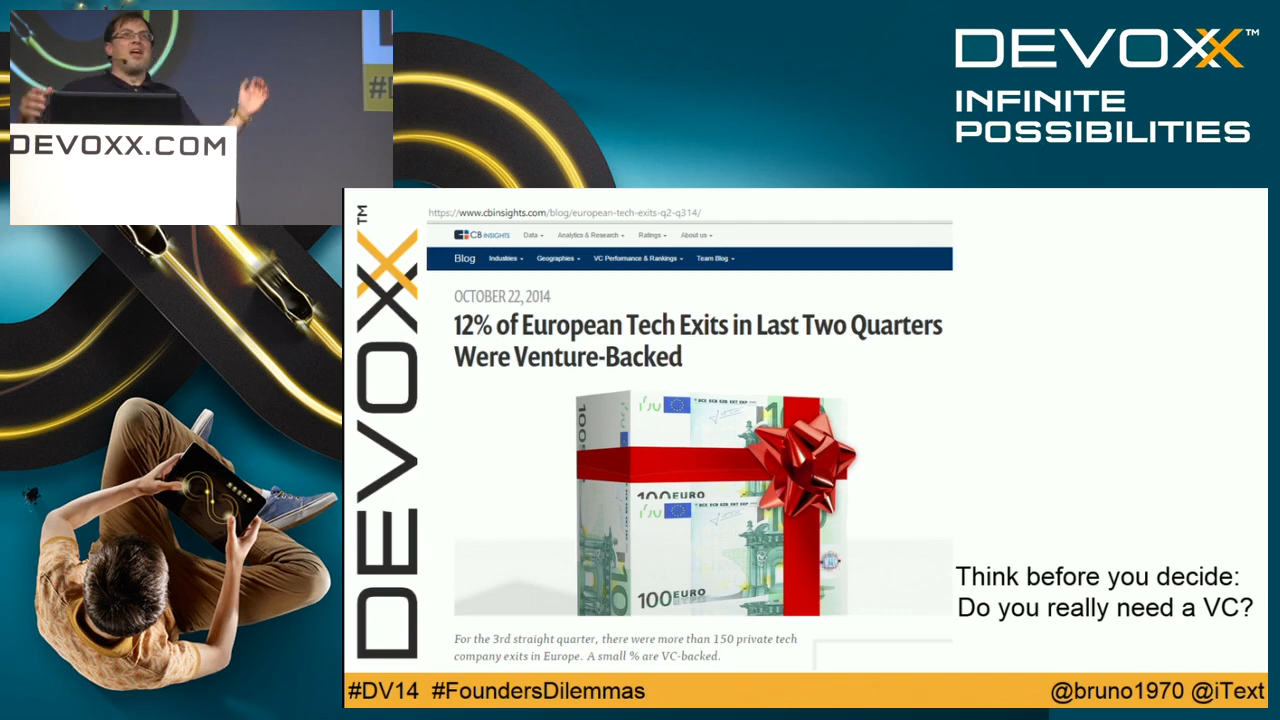 DEVOXX™
INFINITE
POSSIBILITIES
#D
DEVOXX.COM
DEVOXX™
https://www.cbinsights.com/blog/european-tech-exits-q2-q314/
CB INSIGHTS Data Analytics & Research Ratings About us
Blog Industries Geographies VC Performance & Rankings Team Blog
OCTOBER 22, 2014
12% of European Tech Exits in Last Two Quarters
Were Venture-Backed
100 EURO
100 EURO
Think before you decide:
Do you really need a VC?
For the 3rd straight quarter, there were more than 150 private tech
company exits in Europe. A small % are VC-backed.
#DV14 #FoundersDilemmas
@bruno1970 @iText